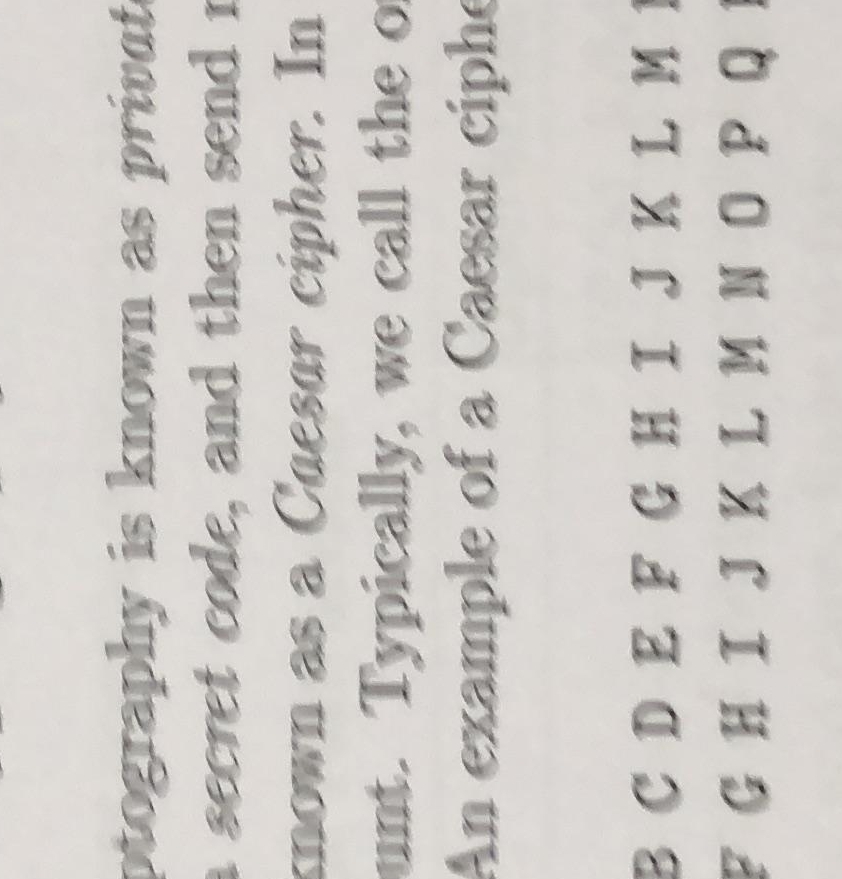 ptography is known as privat
secret code, and then send
nown as a Caesar cipher. In
unt. Typically, we call the o
An example of a Caesar ciphe
B C D E F G H I J K L M
F G H I J K L M N O P Q